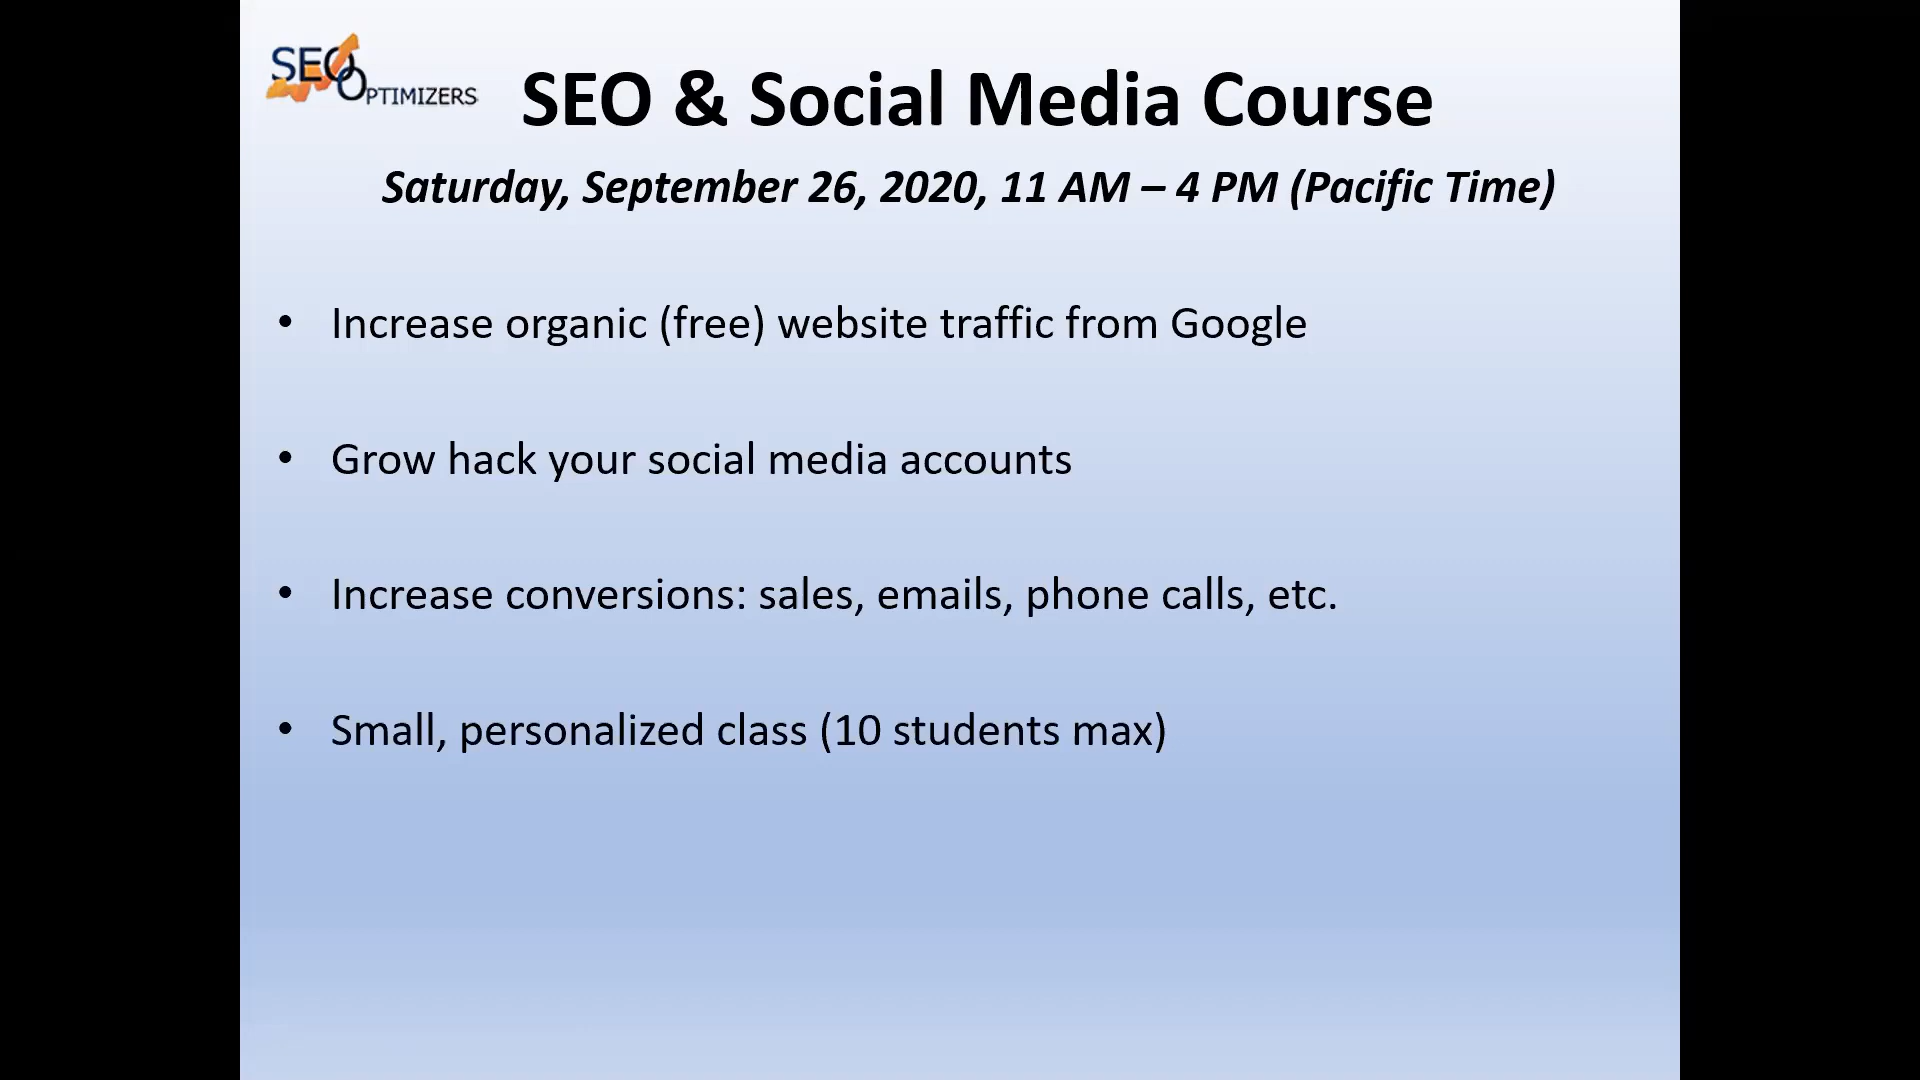 SEO OPTIMIZERS
SEO & Social Media Course
Saturday, September 26, 2020, 11 AM – 4 PM (Pacific Time)
• Increase organic (free) website traffic from Google
• Grow hack your social media accounts
• Increase conversions: sales, emails, phone calls, etc.
• Small, personalized class (10 students max)